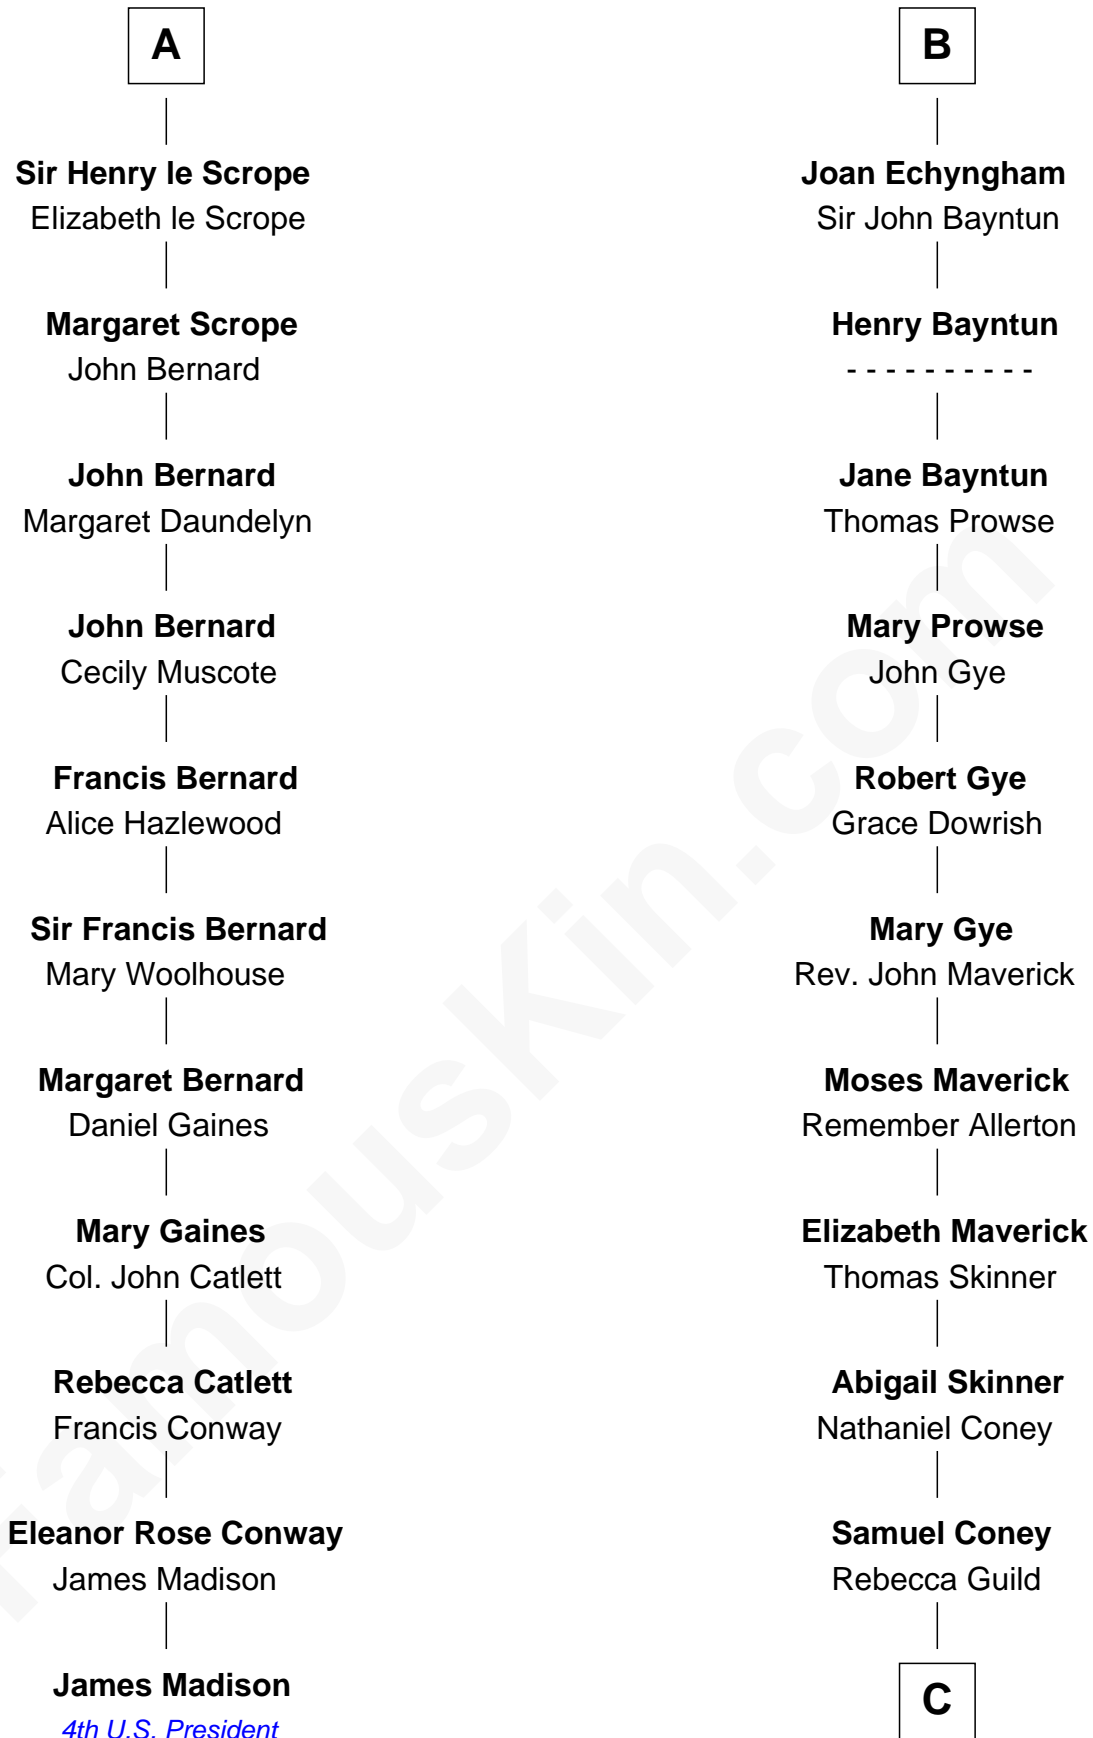 A
Sir Henry le Scrope
Elizabeth le Scrope
Margaret Scrope
John Bernard
John Bernard
Margaret Daundelyn
John Bernard
Cecily Muscote
Francis Bernard
Alice Hazlewood
Sir Francis Bernard
Mary Woolhouse
Margaret Bernard
Daniel Gaines
Mary Gaines
Col. John Catlett
Rebecca Catlett
Francis Conway
Eleanor Rose Conway
James Madison
James Madison
4th U.S. President
B
Joan Echyngham
Sir John Bayntun
Henry Bayntun
- - - - - - - - - -
Jane Bayntun
Thomas Prowse
Mary Prowse
John Gye
Robert Gye
Grace Dowrish
Mary Gye
Rev. John Maverick
Moses Maverick
Remember Allerton
Elizabeth Maverick
Thomas Skinner
Abigail Skinner
Nathaniel Coney
Samuel Coney
Rebecca Guild
C
FamousKin.com